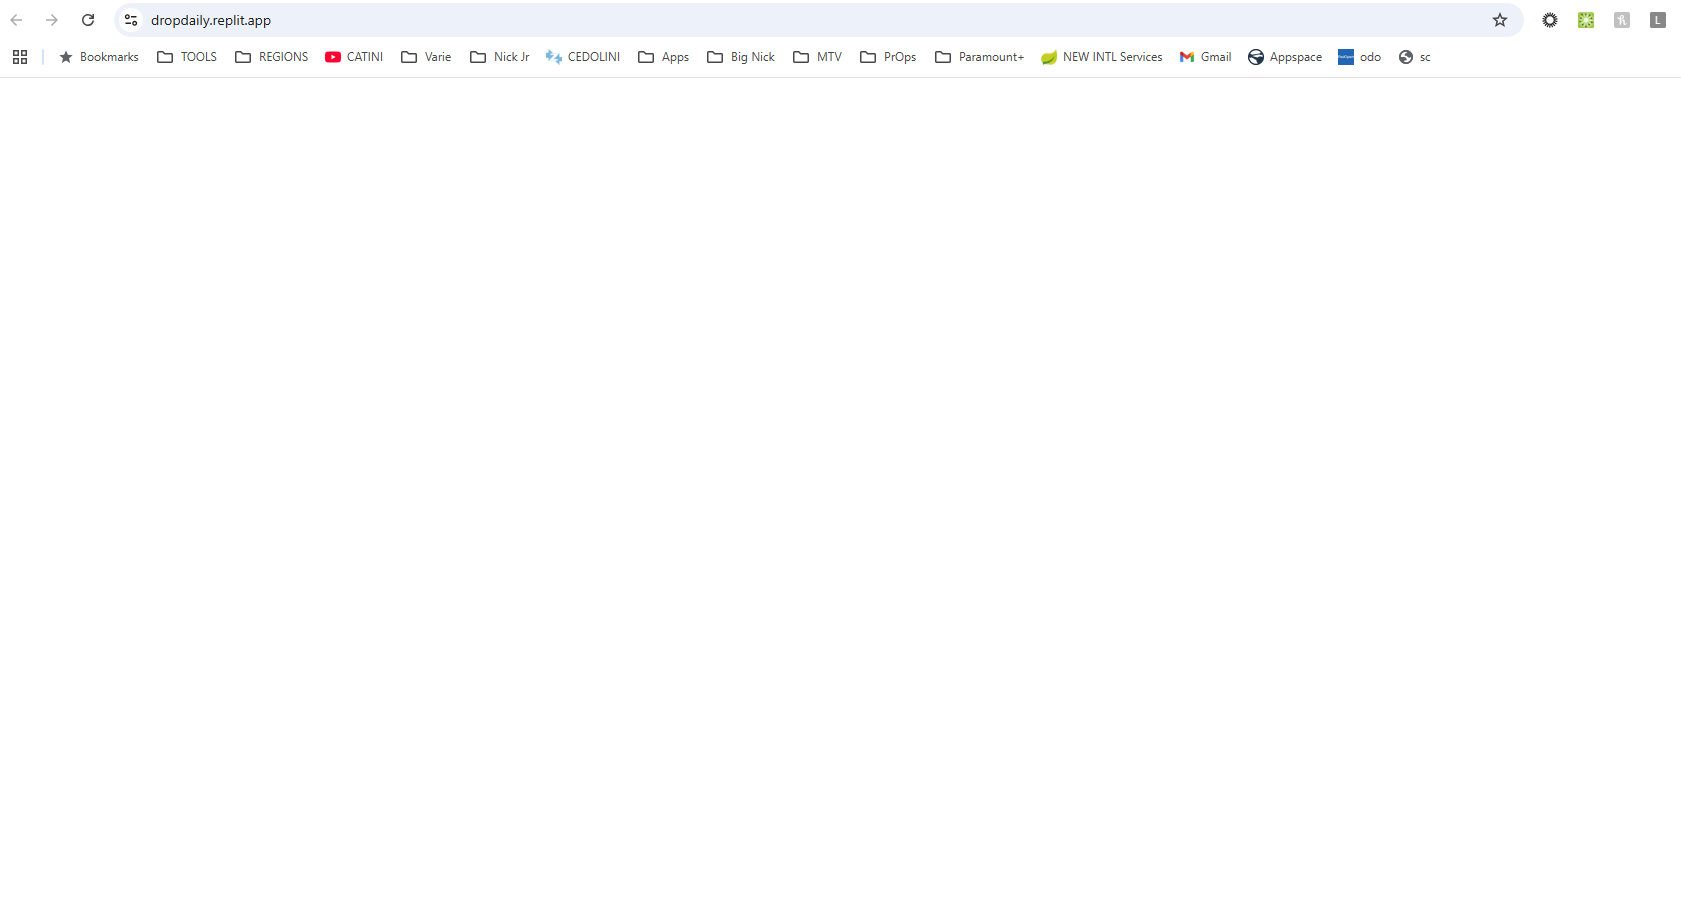 dropdaily.replit.app
Bookmarks TOOLS REGIONS CATINI Varie Nick Jr CEDOLINI Apps Big Nick MTV PrOps Paramount+ NEW INTL Services Gmail Appspace odo sc
L